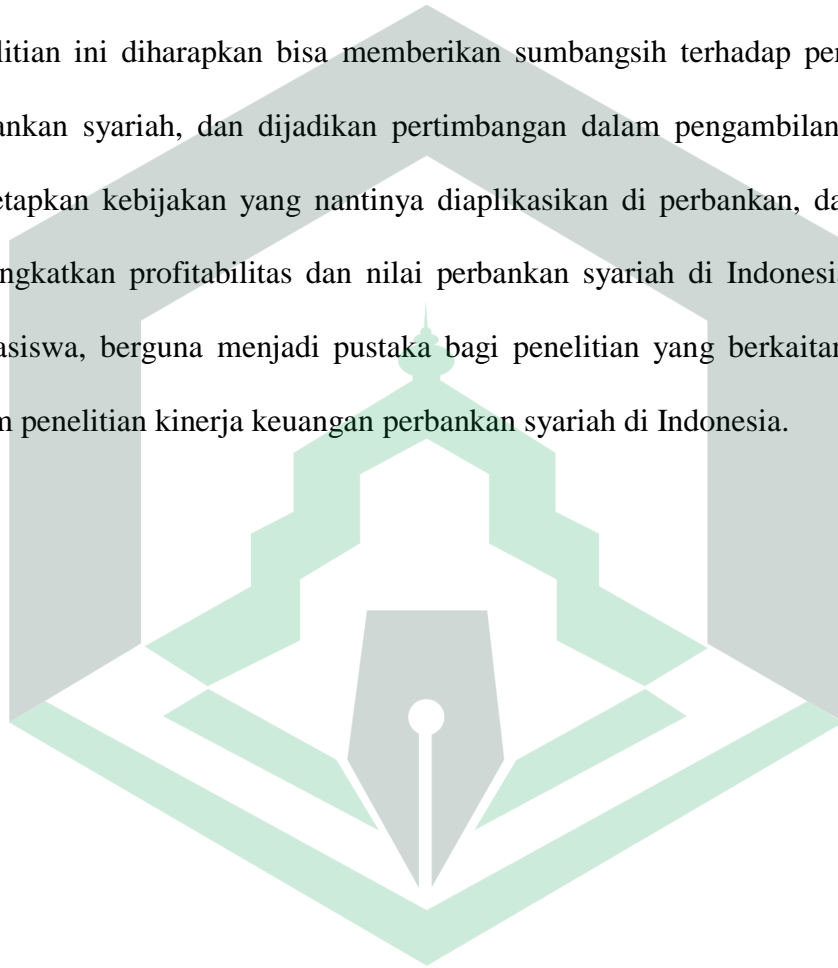 litian ini diharapkan bisa memberikan sumbangsih terhadap per
ankan syariah, dan dijadikan pertimbangan dalam pengambilan
etapkan kebijakan yang nantinya diaplikasikan di perbankan, da
ngkatkan profitabilitas dan nilai perbankan syariah di Indonesia
asiswa, berguna menjadi pustaka bagi penelitian yang berkaitan
m penelitian kinerja keuangan perbankan syariah di Indonesia.